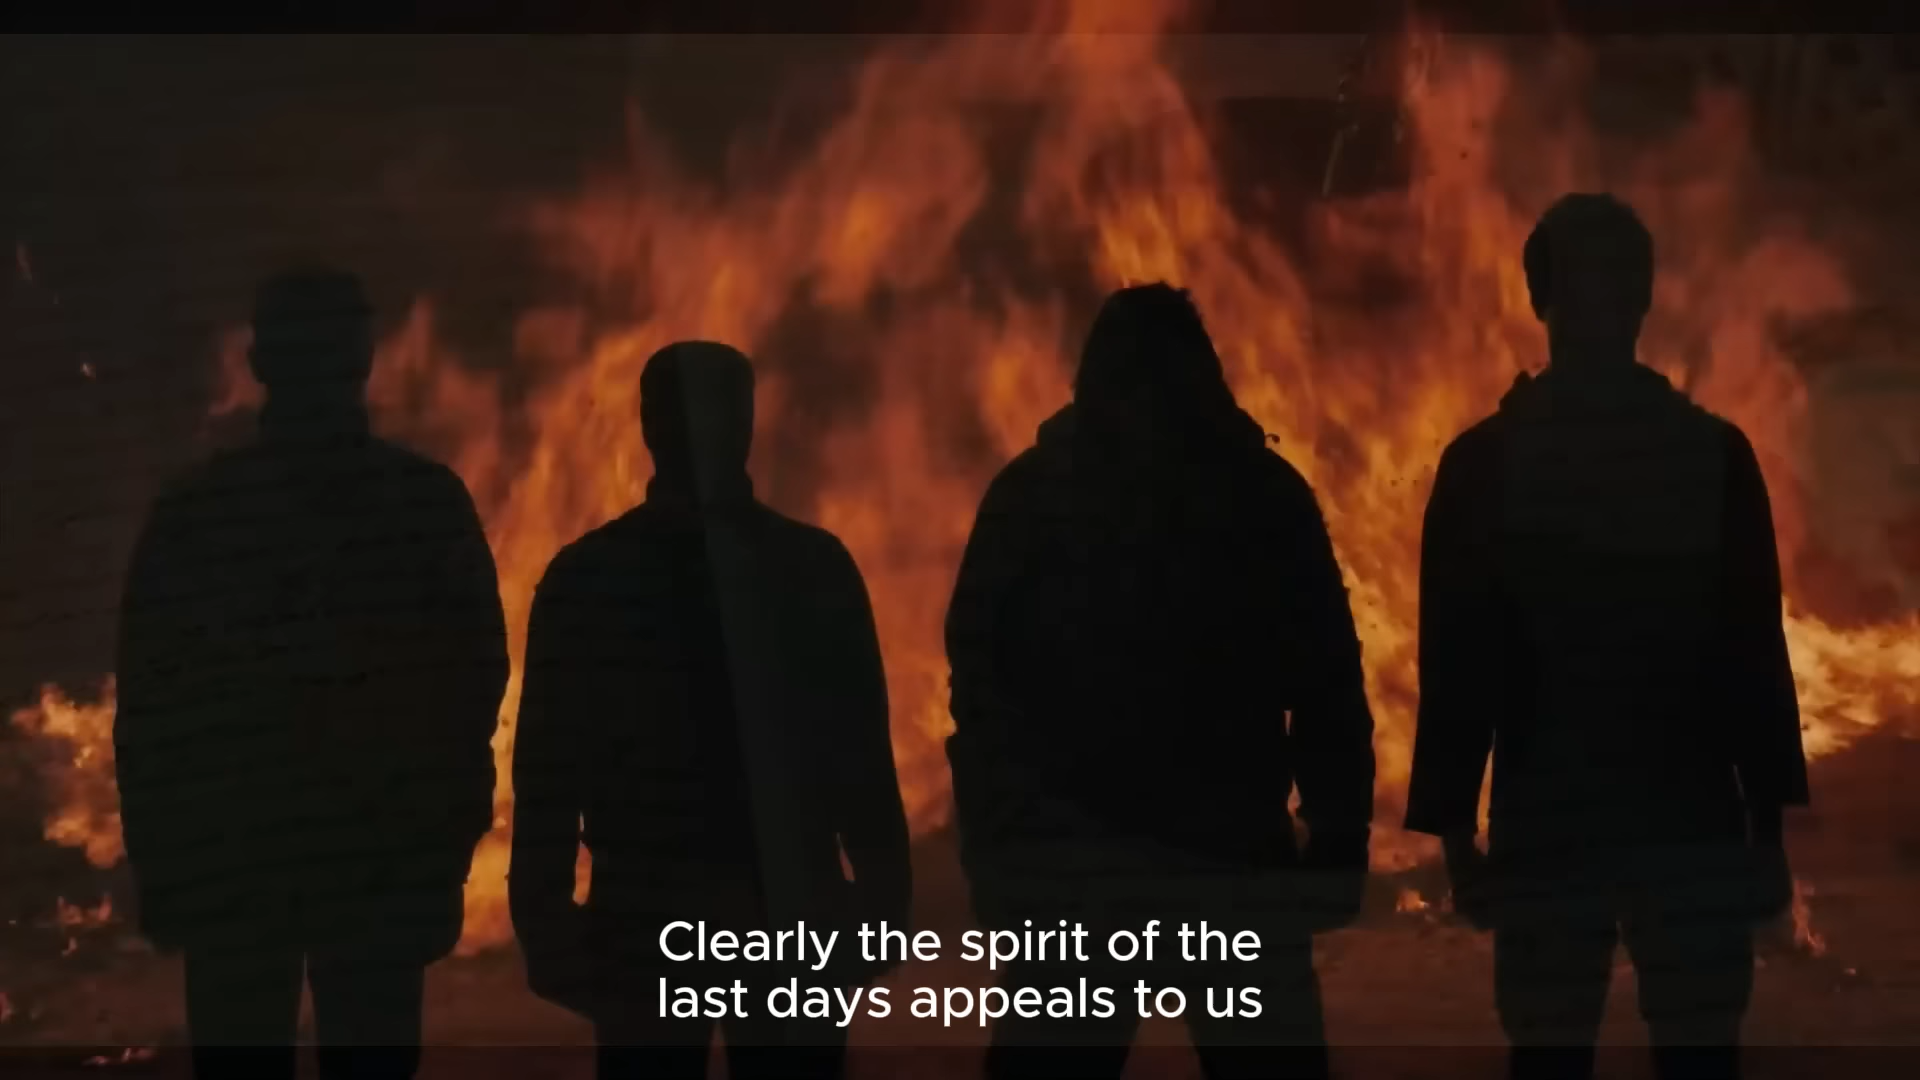 Clearly the spirit of the
last days appeals to us